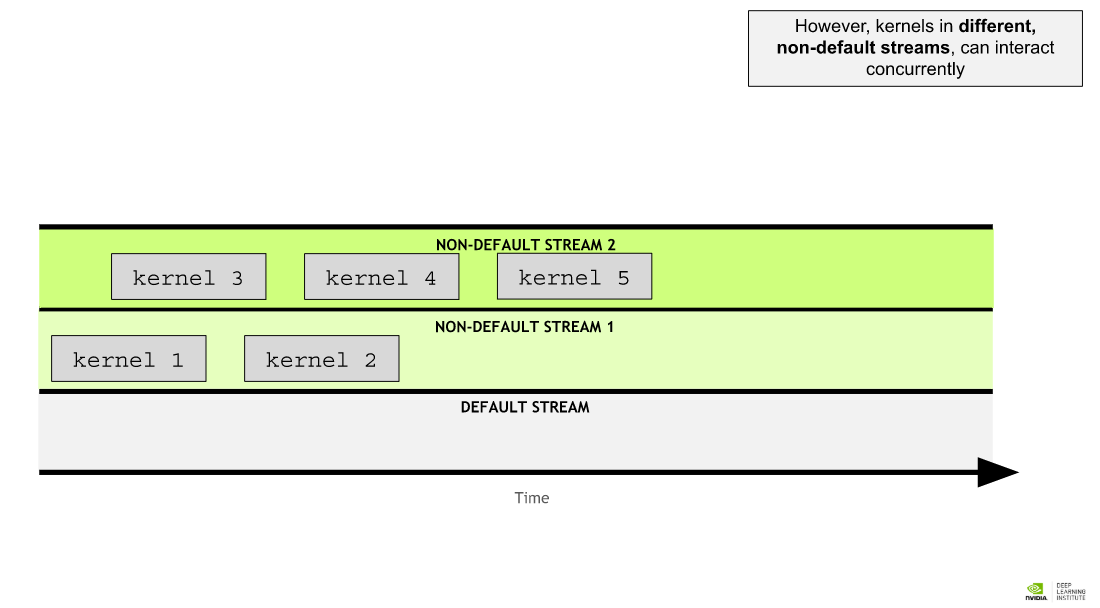 However, kernels in different,
non-default streams, can interact
concurrently
NON-DEFAULT STREAM 2
kernel 3
kernel 4
kernel 5
NON-DEFAULT STREAM 1
kernel 1
kernel 2
DEFAULT STREAM
Time
NVIDIA
DEEP
LEARNING
INSTITUTE